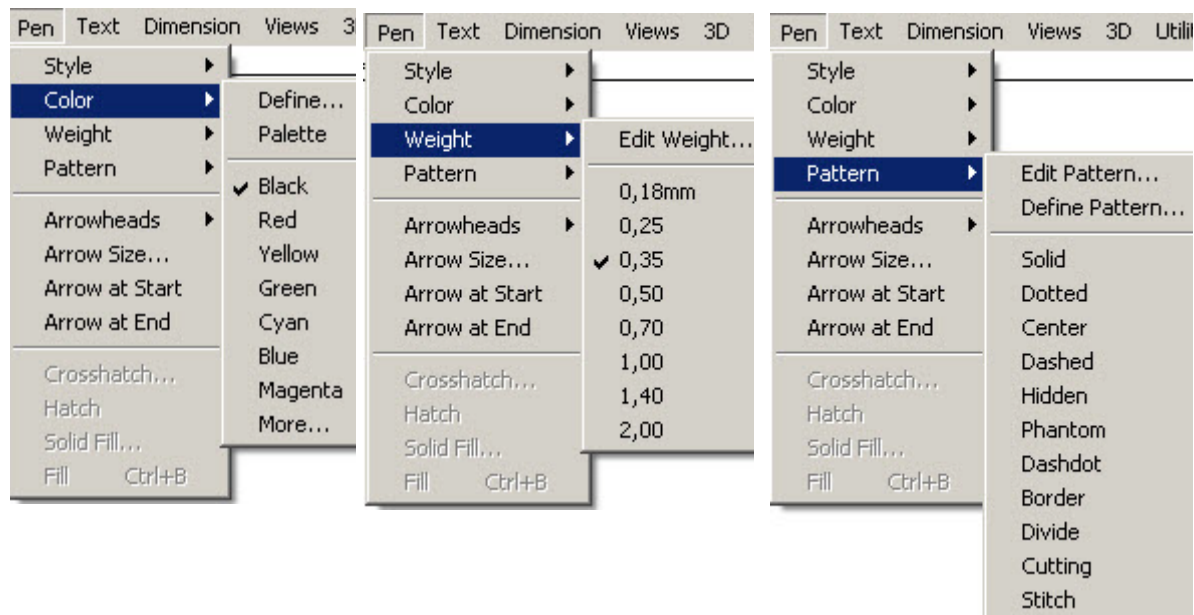 Pen Text Dimension Views 3
Style
Color
Weight
Pattern
Arrowheads
Arrow Size...
Arrow at Start
Arrow at End
Crosshatch...
Hatch
Solid Fill...
Fill Ctrl+B
Define...
Palette
Black
Red
Yellow
Green
Cyan
Blue
Magenta
More...
Pen Text Dimension Views 3D
Style
Color
Weight
Pattern
Arrowheads
Arrow Size...
Arrow at Start
Arrow at End
Crosshatch...
Hatch
Solid Fill...
Fill Ctrl+B
Edit Weight...
0,18mm
0,25
0,35
0,50
0,70
1,00
1,40
2,00
Pen Text Dimension Views 3D Utilit
Style
Color
Weight
Pattern
Arrowheads
Arrow Size...
Arrow at Start
Arrow at End
Crosshatch...
Hatch
Solid Fill...
Fill Ctrl+B
Edit Pattern...
Define Pattern...
Solid
Dotted
Center
Dashed
Hidden
Phantom
Dashdot
Border
Divide
Cutting
Stitch